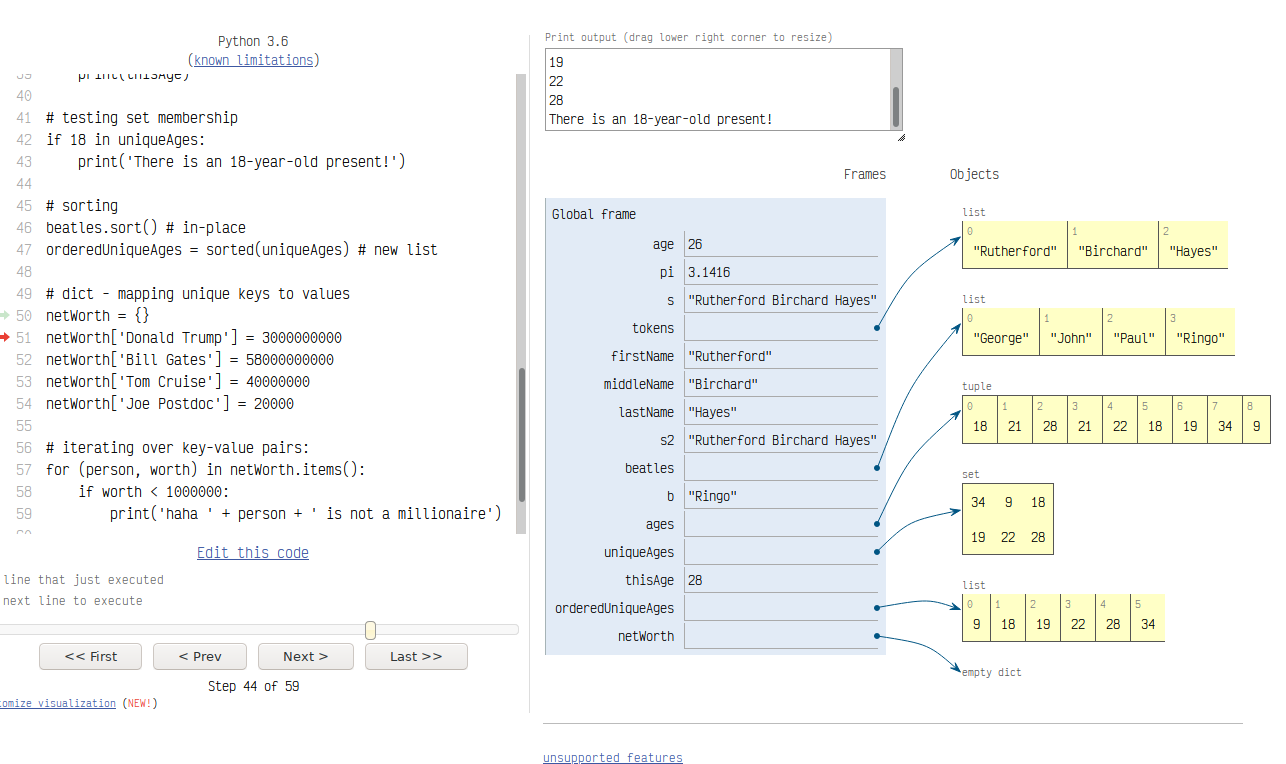 Python 3.6
(known limitations)
39     print(thisAge)
40
41 # testing set membership
42 if 18 in uniqueAges:
43     print('There is an 18-year-old present!')
44
45 # sorting
46 beatles.sort() # in-place
47 orderedUniqueAges = sorted(uniqueAges) # new list
48
49 # dict - mapping unique keys to values
50 netWorth = {}
51 netWorth['Donald Trump'] = 3000000000
52 netWorth['Bill Gates'] = 58000000000
53 netWorth['Tom Cruise'] = 40000000
54 netWorth['Joe Postdoc'] = 20000
55
56 # iterating over key-value pairs:
57 for (person, worth) in netWorth.items():
58     if worth < 1000000:
59         print('haha ' + person + ' is not a millionaire')
60
Edit this code
line that just executed
next line to execute
<< First < Prev Next > Last >>
Step 44 of 59
tomize visualization (NEW!)
Print output (drag lower right corner to resize)
19
22
28
There is an 18-year-old present!
Frames
Objects
Global frame
age 26
pi 3.1416
s "Rutherford Birchard Hayes"
tokens
firstName "Rutherford"
middleName "Birchard"
lastName "Hayes"
s2 "Rutherford Birchard Hayes"
beatles
b "Ringo"
ages
uniqueAges
thisAge 28
orderedUniqueAges
netWorth
list
0 1 2
"Rutherford" "Birchard" "Hayes"
list
0 1 2 3
"George" "John" "Paul" "Ringo"
tuple
0 1 2 3 4 5 6 7 8
18 21 28 21 22 18 19 34 9
set
34 9 18
19 22 28
list
0 1 2 3 4 5
9 18 19 22 28 34
empty dict
unsupported features